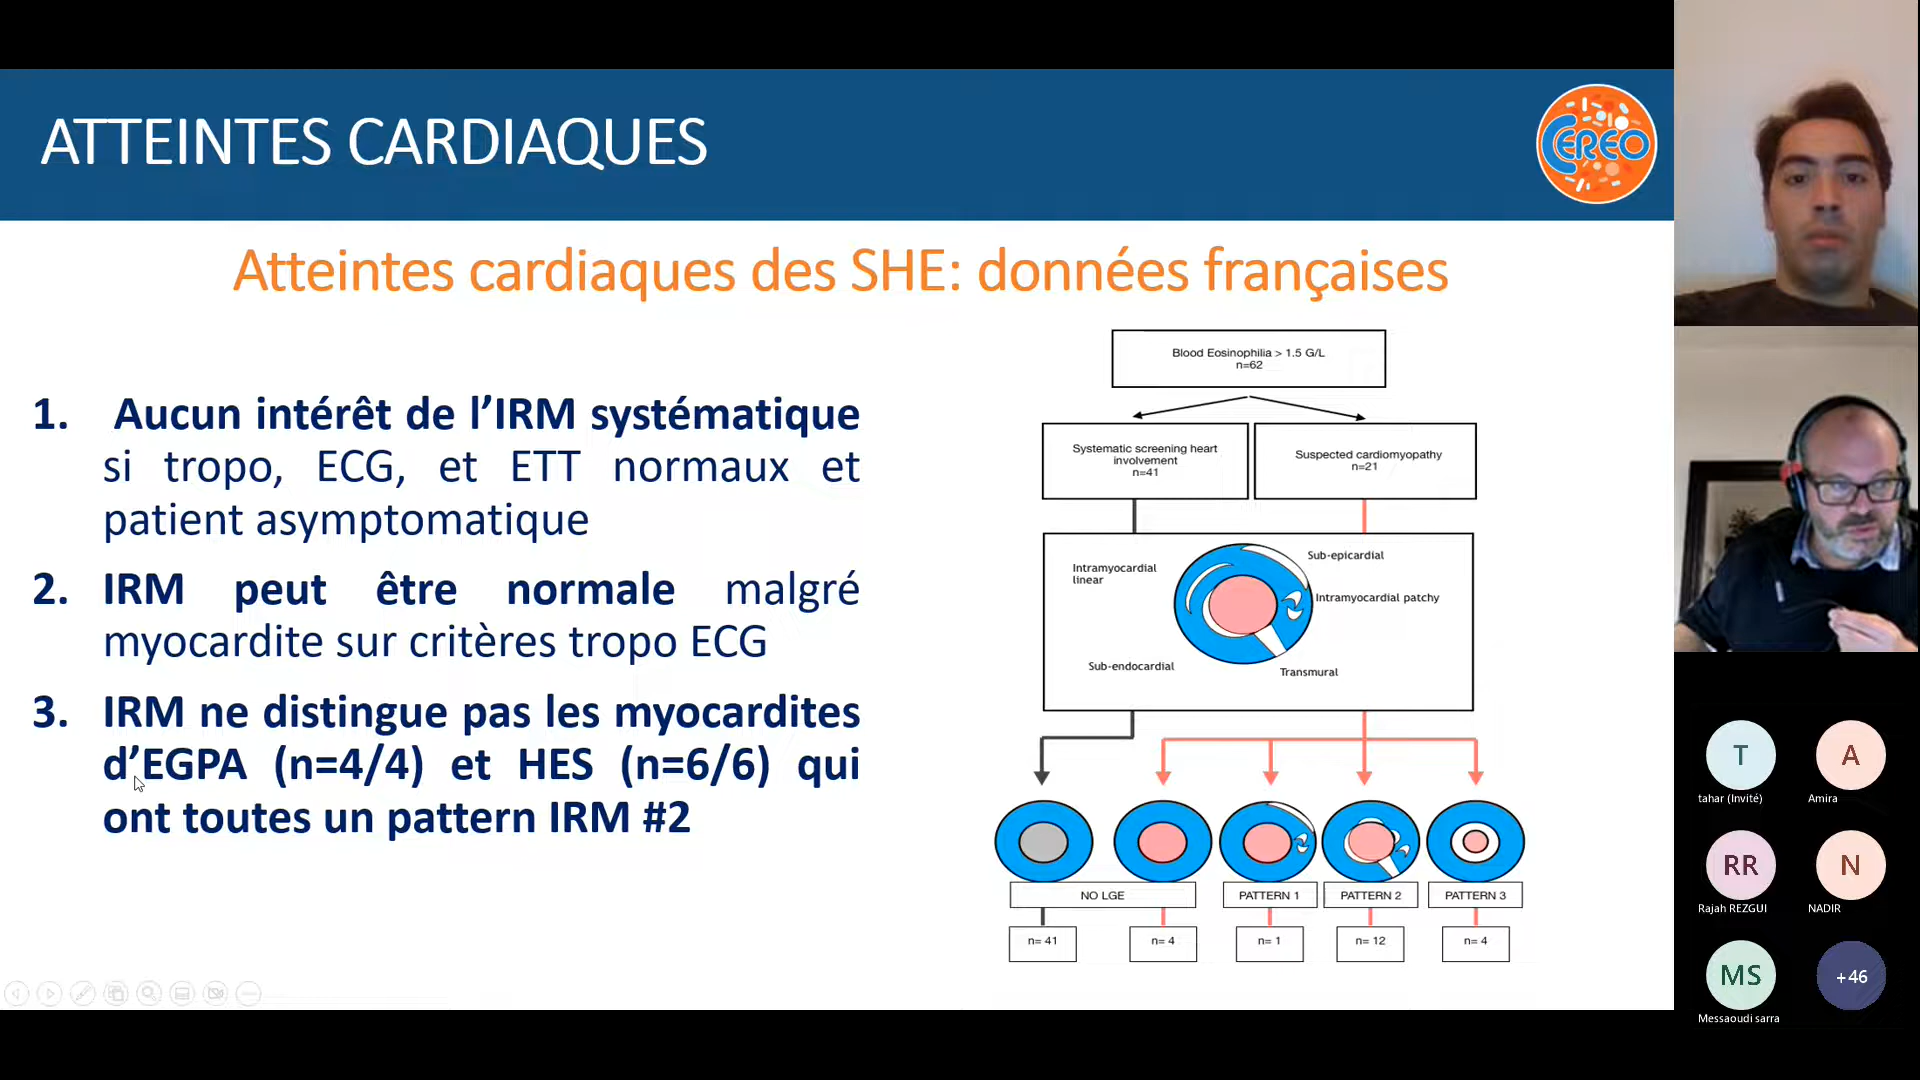 ATTEINTES CARDIAQUES
CEREO
Atteintes cardiaques des SHE: données françaises
1. Aucun intérêt de l’IRM systématique
si tropo, ECG, et ETT normaux et
patient asymptomatique
2. IRM peut être normale malgré
myocardite sur critères tropo ECG
3. IRM ne distingue pas les myocardites
d’EGPA (n=4/4) et HES (n=6/6) qui
ont toutes un pattern IRM #2
Blood Eosinophilia > 1.5 G/L
n=62
Systematic screening heart
involvement
n=41
Suspected cardiomyopathy
n=21
Sub-epicardial
Intramyocardial
linear
Intramyocardial patchy
Sub-endocardial
Transmural
NO LGE
PATTERN 1
PATTERN 2
PATTERN 3
n= 41
n= 4
n= 1
n= 12
n= 4
T
tahar (Invité)
A
Amira
RR
Rajah REZGUI
N
NADIR
MS
Messaoudi sarra
+46